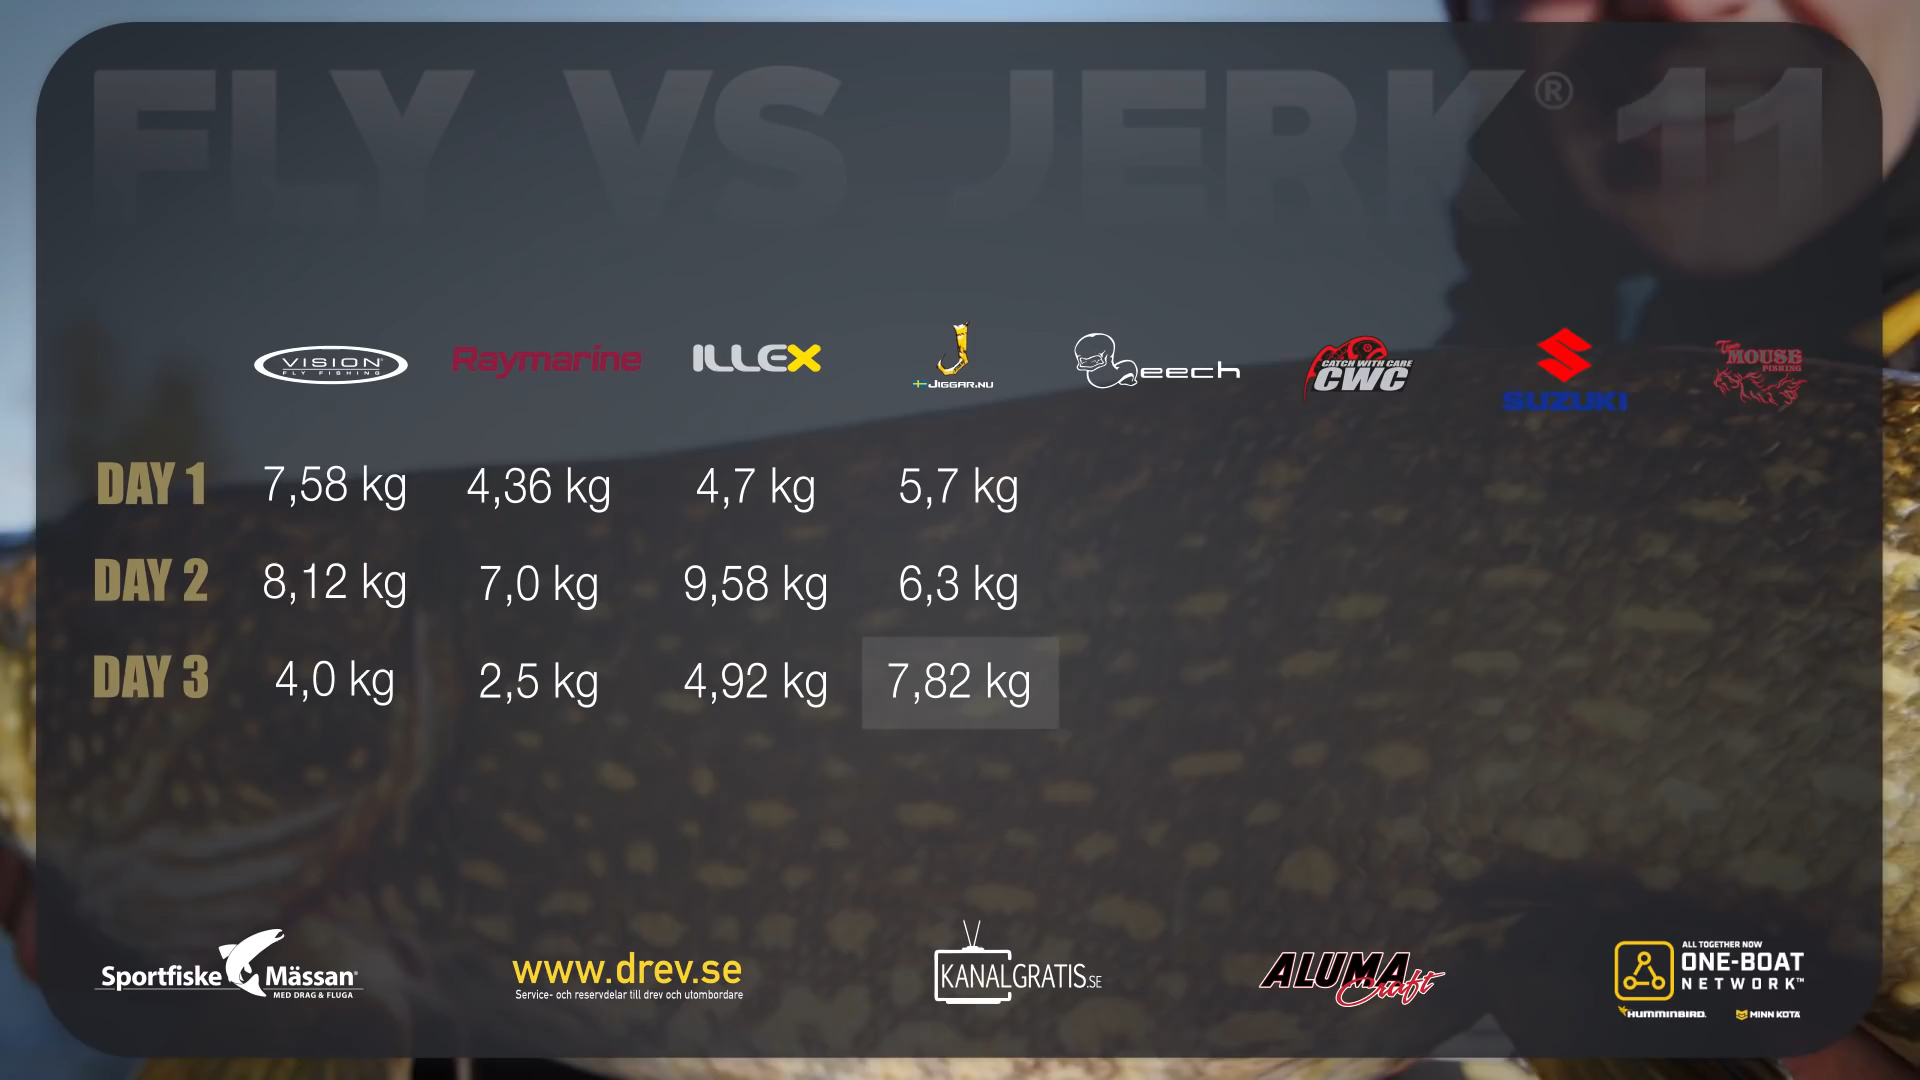 FLY VS JERK® 11
VISION
FLY FISHING
Raymarine
ILLEX
JIGGAR.NU
eech
CATCH WITH CARE
CWC
SUZUKI
MOUSE
FISHING
DAY 1 7,58 kg 4,36 kg 4,7 kg 5,7 kg
DAY 2 8,12 kg 7,0 kg 9,58 kg 6,3 kg
DAY 3 4,0 kg 2,5 kg 4,92 kg 7,82 kg
Sportfiske Mässan
MED DRAG & FLUGA
www.drev.se
Service- och reservdelar till drev och utombordare
KANALGRATIS.SE
ALUMA
Craft
ALL TOGETHER NOW
ONE-BOAT
NETWORK™
HUMMINBIRD. MINN KOTA